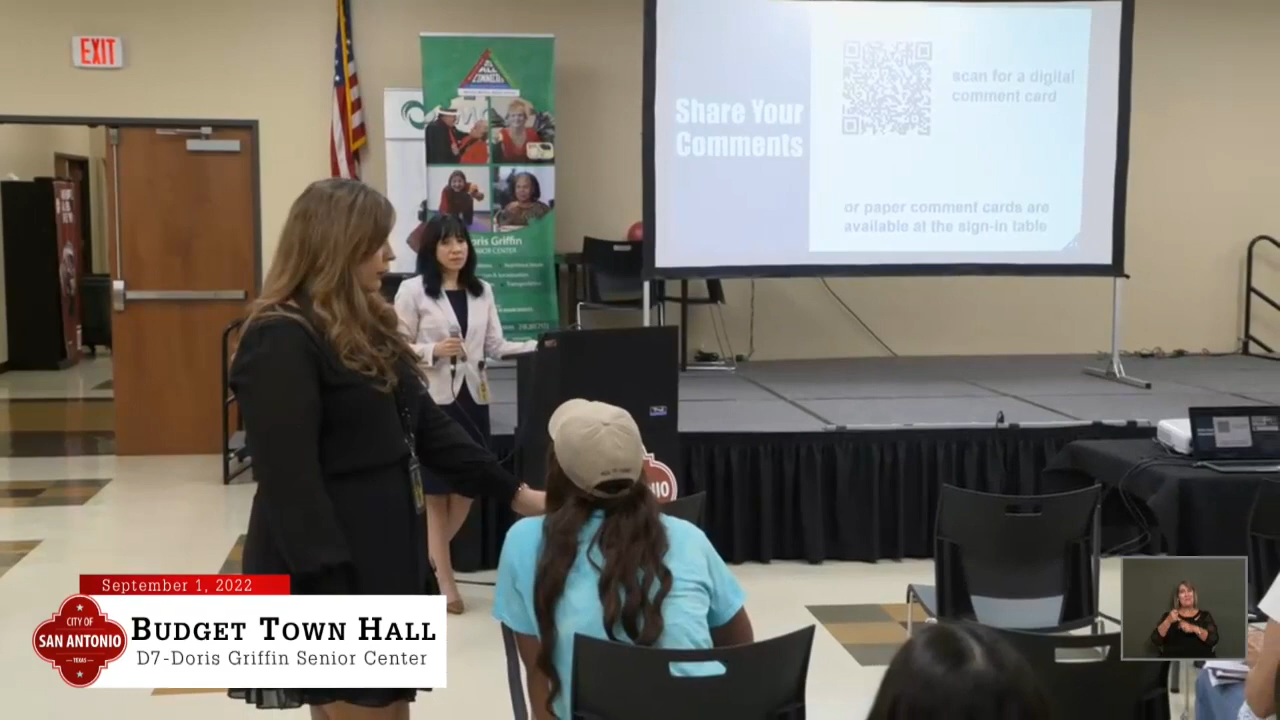 EXIT
Share Your
Comments
scan for a digital
comment card
or paper comment cards are
available at the sign-in table
oris Griffin
Transportation
September 1, 2022
CITY OF
SAN ANTONIO
TEXAS
Budget Town Hall
D7-Doris Griffin Senior Center